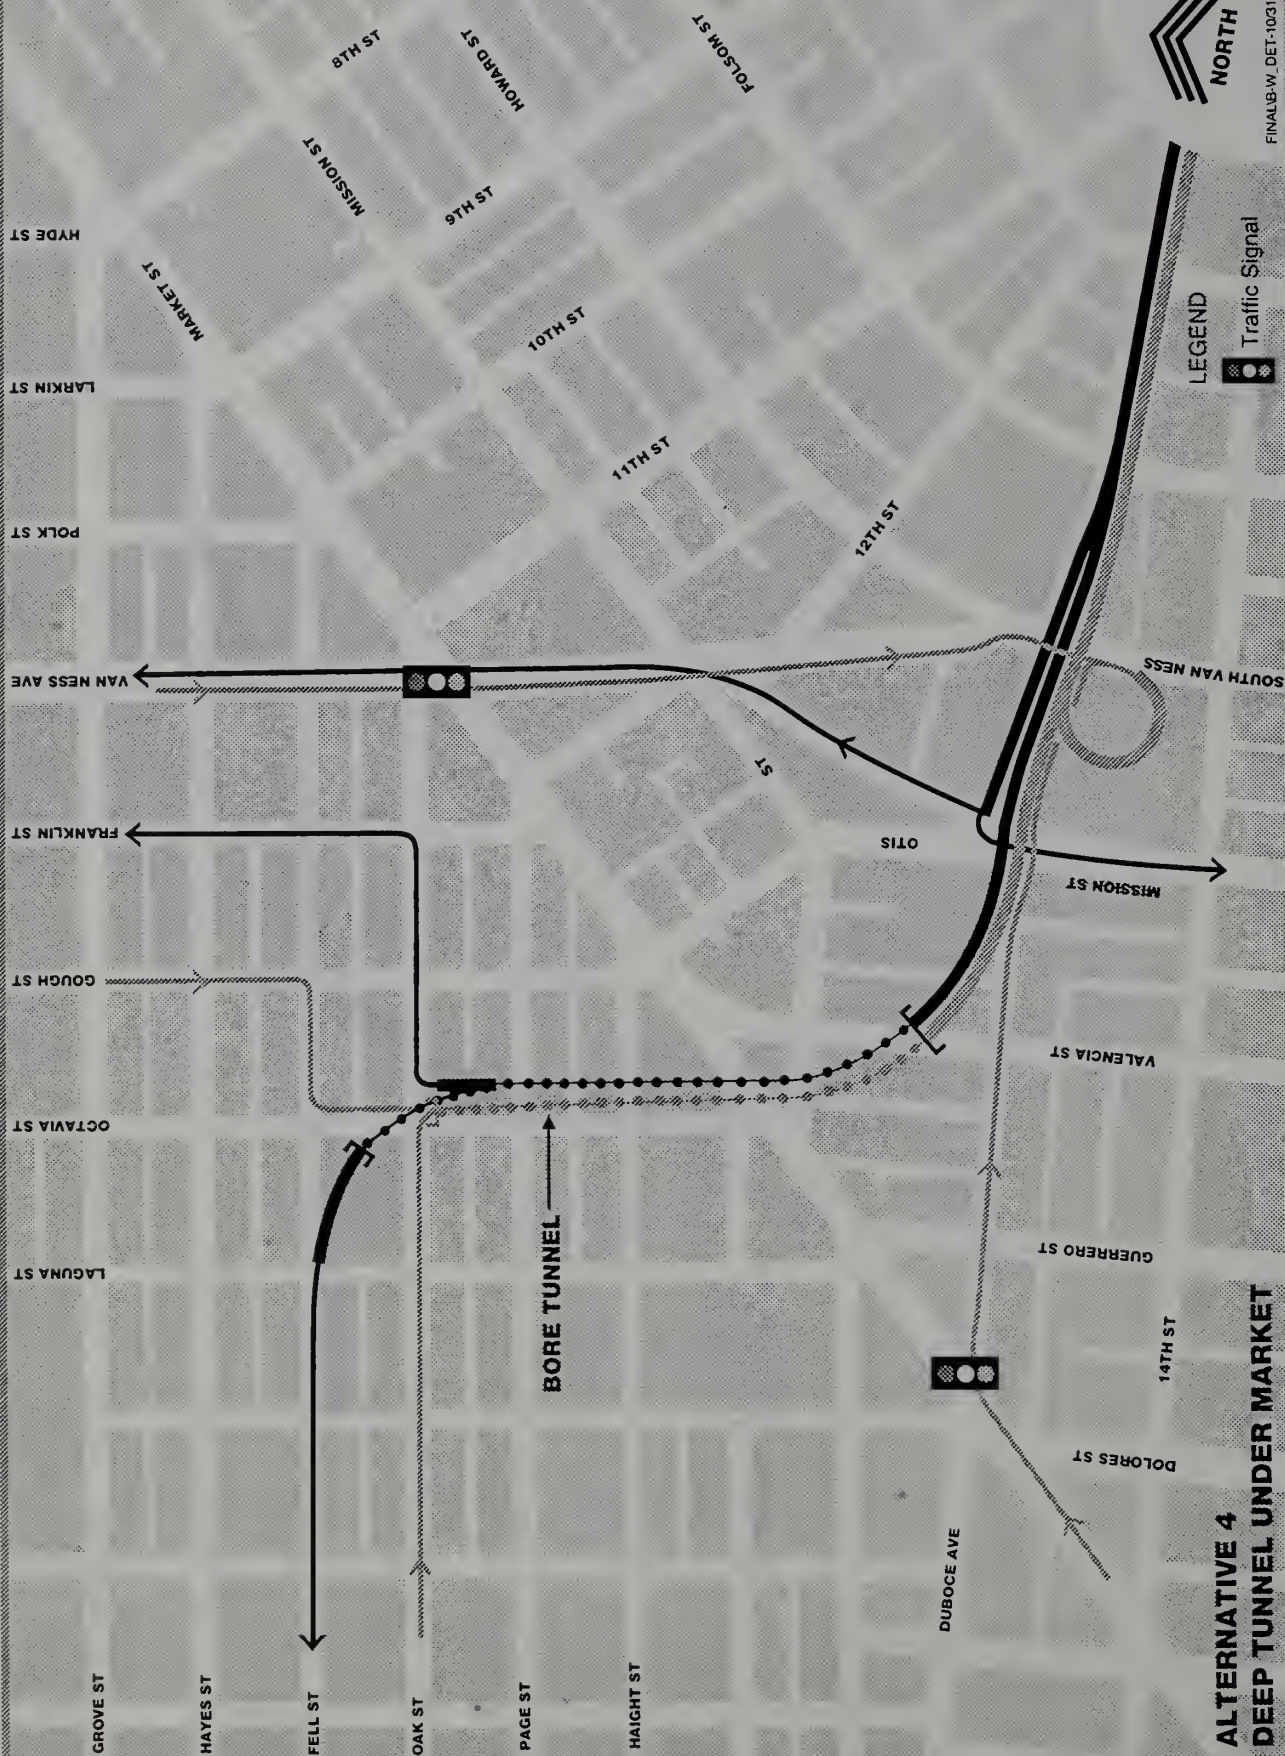 GROVE ST
HAYES ST
FELL ST
OAK ST
PAGE ST
HAIGHT ST
DUBOCE AVE
14TH ST
LAGUNA ST
OCTAVIA ST
GOUGH ST
FRANKLIN ST
VAN NESS AVE
POLK ST
LARKIN ST
HYDE ST
MARKET ST
MISSION ST
HOWARD ST
FOLSOM ST
8TH ST
9TH ST
10TH ST
11TH ST
12TH ST
ST
OTIS
MISSION ST
SOUTH VAN NESS
VALENCIA ST
GUERRERO ST
DOLORES ST
BORE TUNNEL
LEGEND
Traffic Signal
NORTH
FINAL\B-W_DET-10/31
ALTERNATIVE 4
DEEP TUNNEL UNDER MARKET